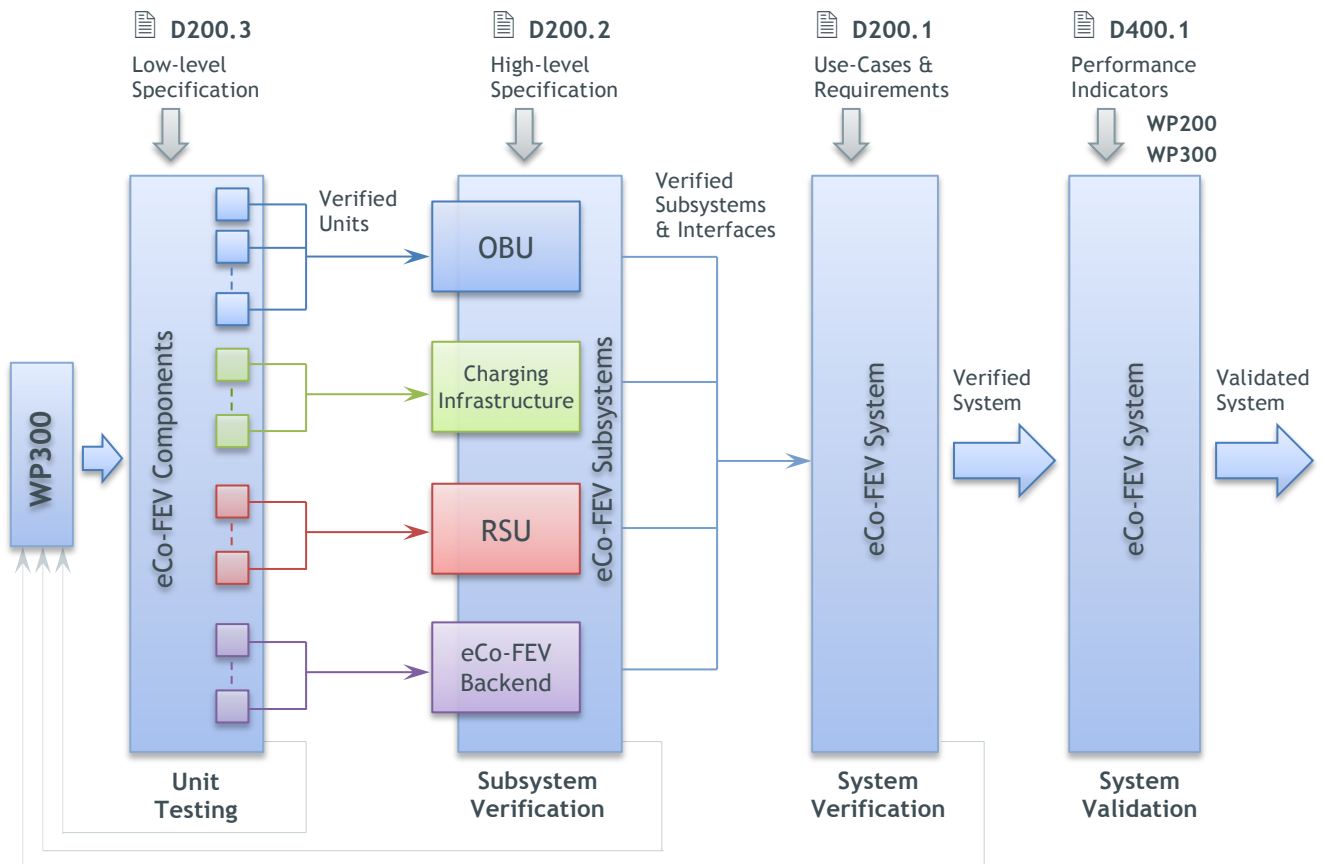 D200.3
Low-level
Specification
D200.2
High-level
Specification
D200.1
Use-Cases &
Requirements
D400.1
Performance
Indicators
WP200
WP300
WP300
eCo-FEV Components
Verified
Units
OBU
Charging
Infrastructure
RSU
eCo-FEV
Backend
eCo-FEV Subsystems
Verified
Subsystems
& Interfaces
eCo-FEV System
Verified
System
eCo-FEV System
Validated
System
Unit
Testing
Subsystem
Verification
System
Verification
System
Validation